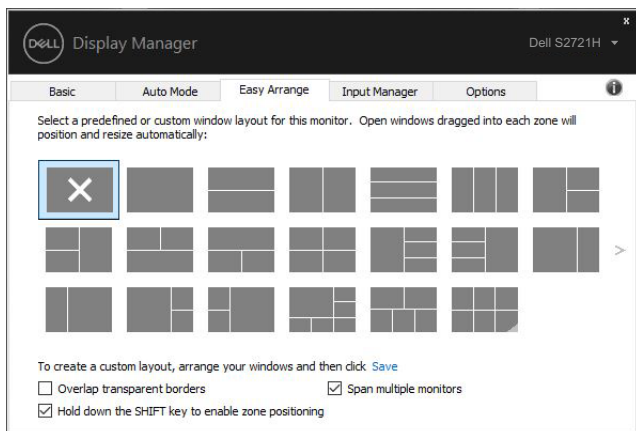 x
DELL Display Manager Dell S2721H
Basic Auto Mode Easy Arrange Input Manager Options i
Select a predefined or custom window layout for this monitor. Open windows dragged into each zone will
position and resize automatically:
>
To create a custom layout, arrange your windows and then click Save
Overlap transparent borders Span multiple monitors
Hold down the SHIFT key to enable zone positioning